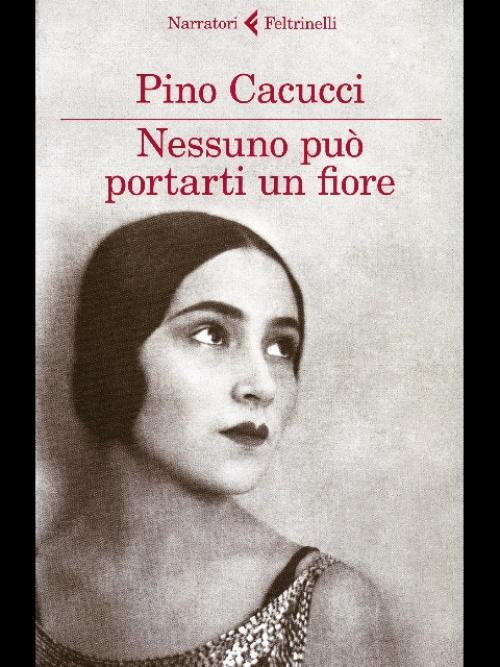 Narratori Feltrinelli
Pino Cacucci
Nessuno può
portarti un fiore